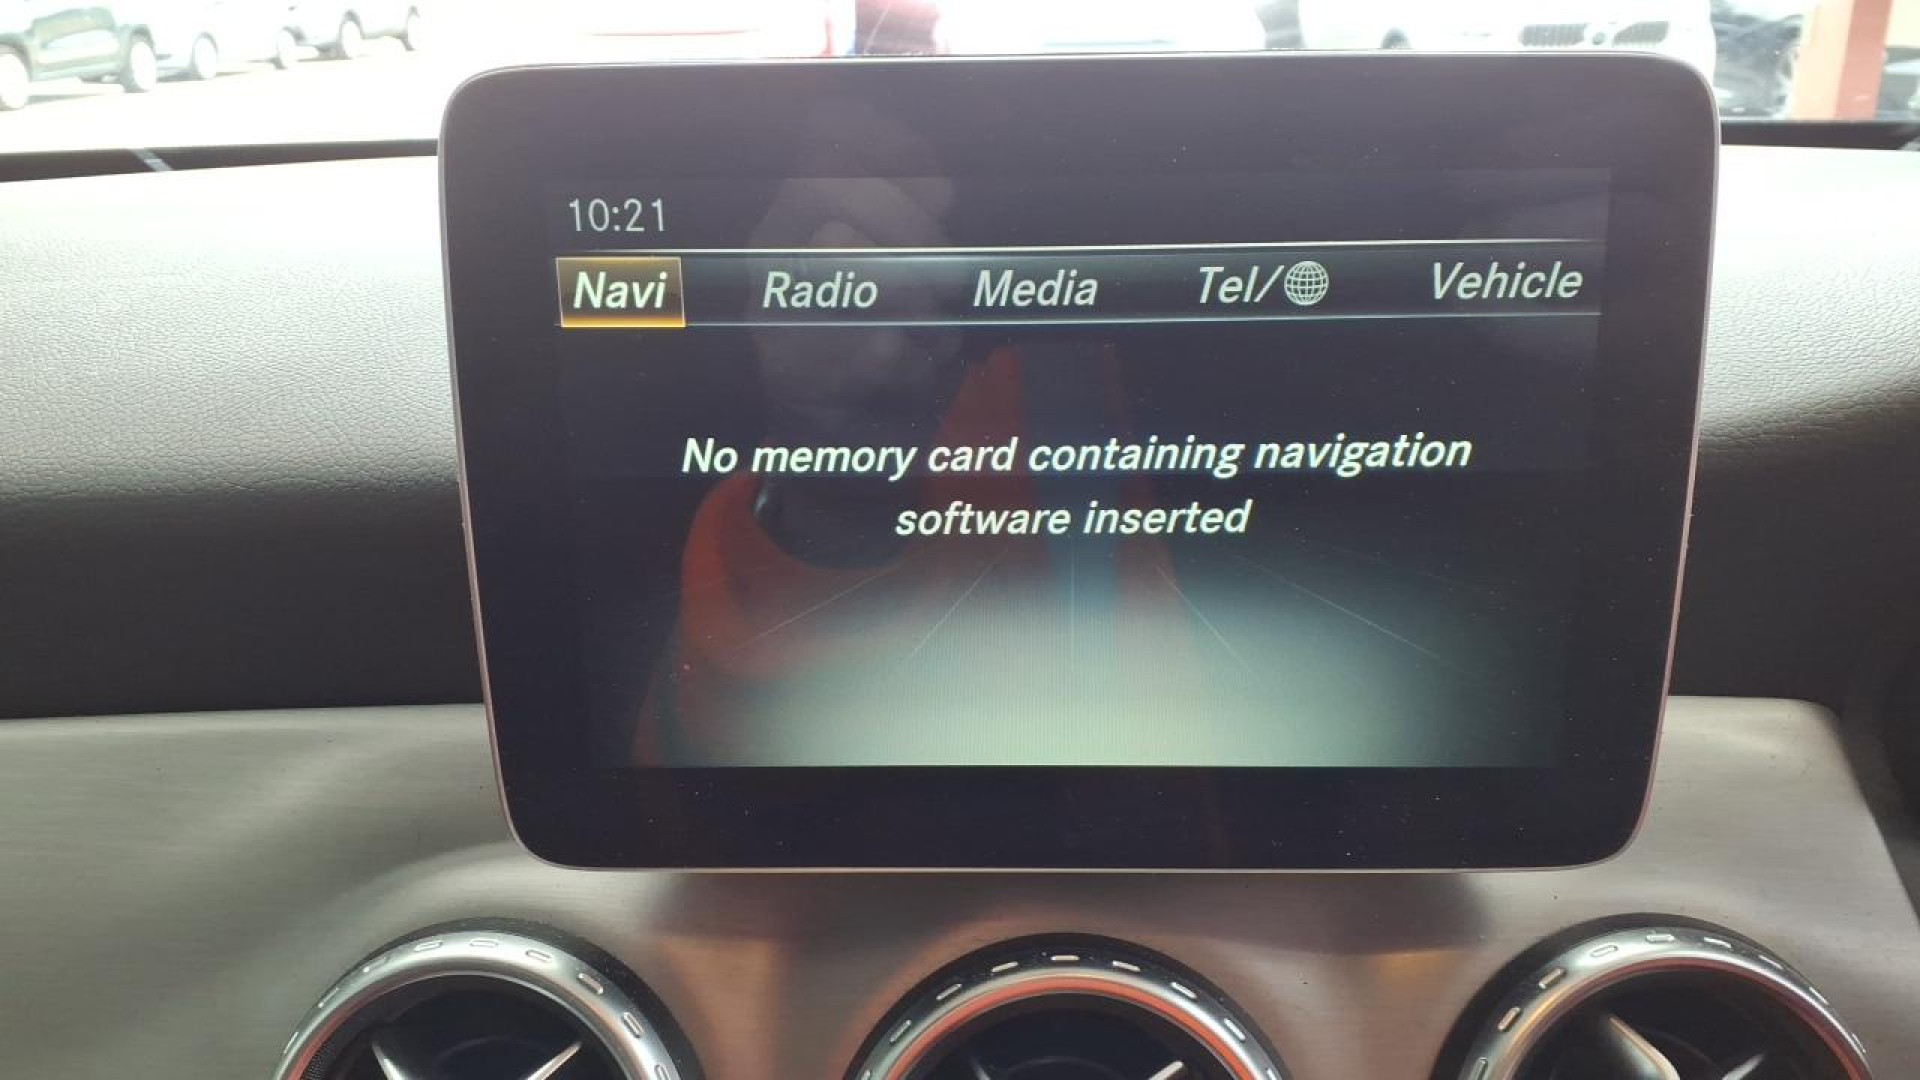 10:21
Navi Radio Media Tel/ Vehicle
No memory card containing navigation
software inserted